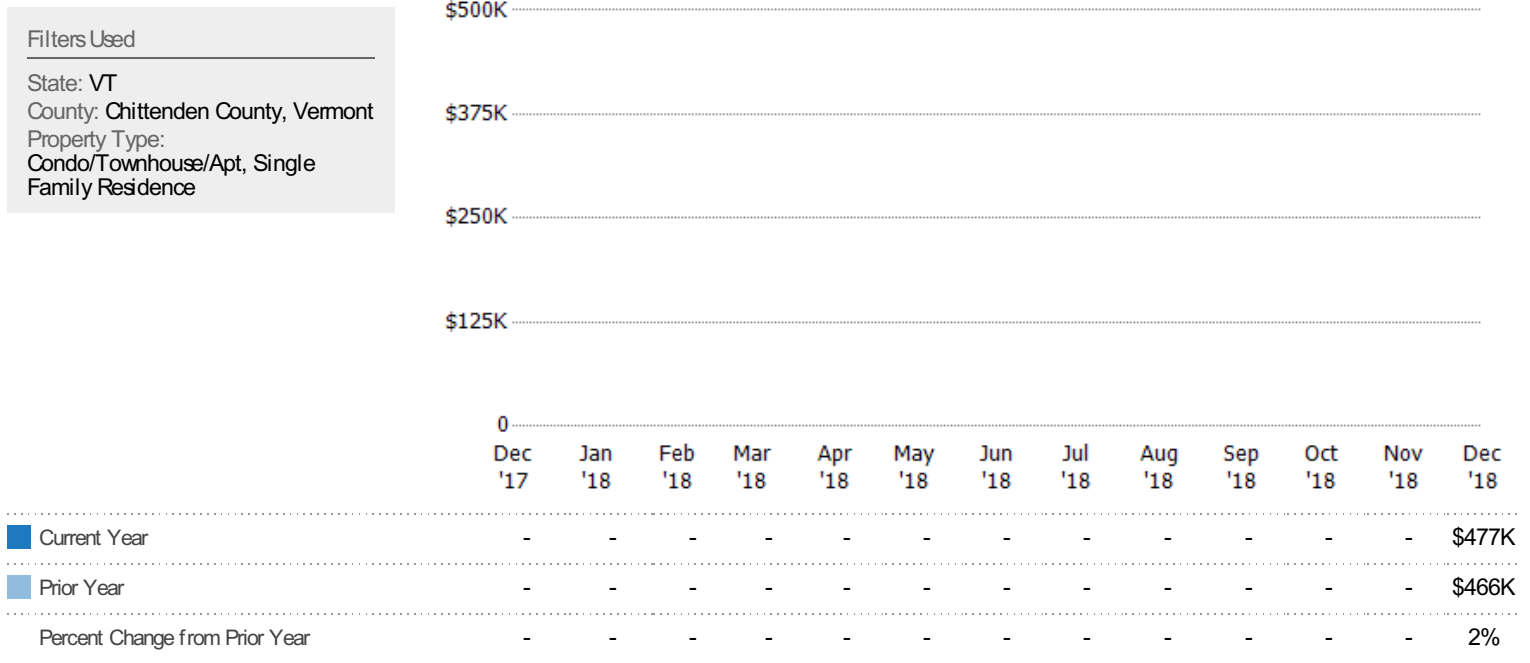 Filters Used
State: VT
County: Chittenden County, Vermont
Property Type:
Condo/Townhouse/Apt, Single
Family Residence
$500K
$375K
$250K
$125K
0
Dec Jan Feb Mar Apr May Jun Jul Aug Sep Oct Nov Dec
'17 '18 '18 '18 '18 '18 '18 '18 '18 '18 '18 '18 '18
Current Year - - - - - - - - - - - - $477K
Prior Year - - - - - - - - - - - - $466K
Percent Change from Prior Year - - - - - - - - - - - - 2%